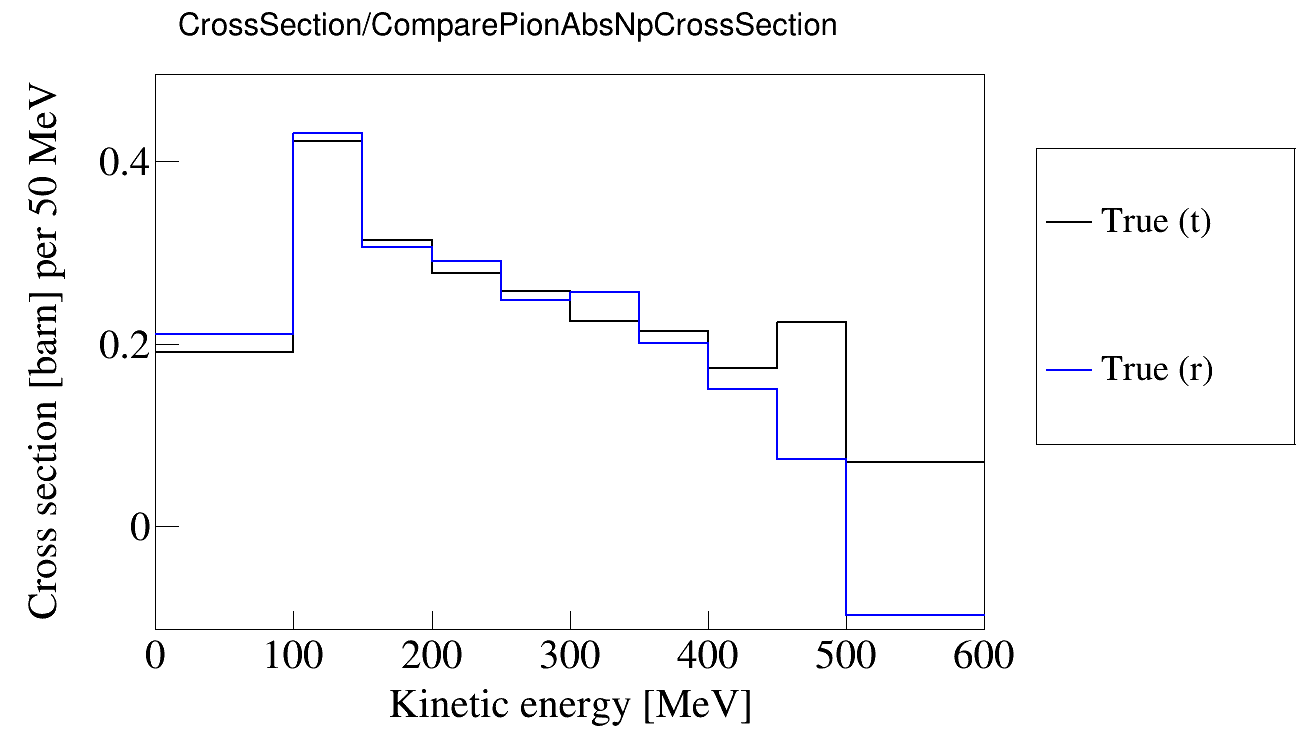 CrossSection/ComparePionAbsNpCrossSection
Cross section [barn] per 50 MeV
0.4
0.2
0
0 100 200 300 400 500 600
Kinetic energy [MeV]
True (t)
True (r)